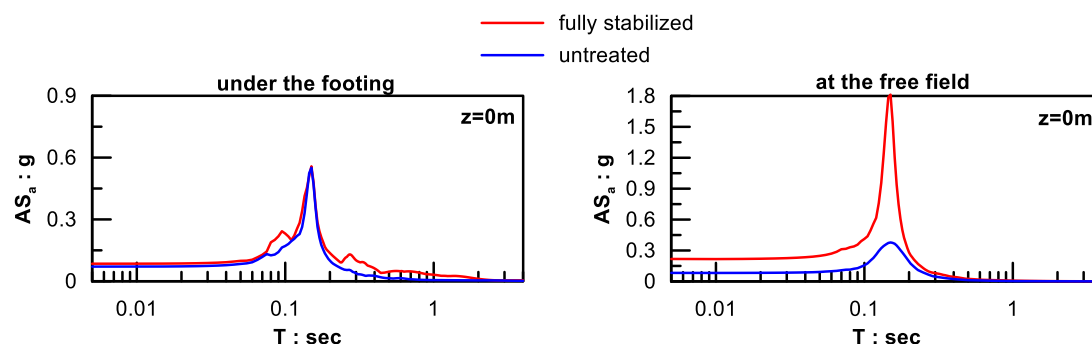 fully stabilized
untreated
under the footing
0.9
0.6
0.3
0
ASa : g
z=0m
0.01 0.1 1
T : sec
at the free field
1.8
1.5
1.2
0.9
0.6
0.3
0
ASa : g
z=0m
0.01 0.1 1
T : sec